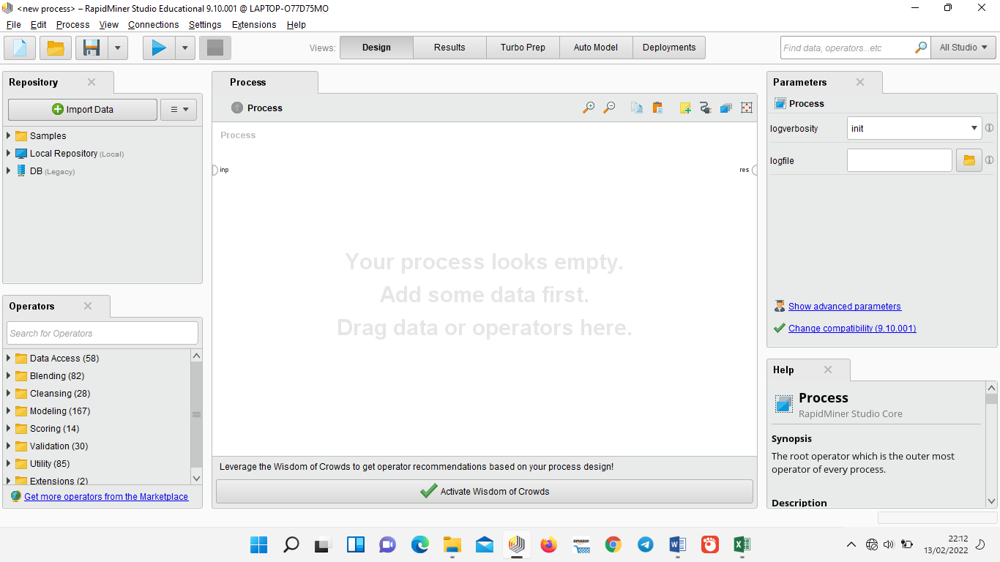 <new process> – RapidMiner Studio Educational 9.10.001 @ LAPTOP-O77D75MO
File Edit Process View Connections Settings Extensions Help
Views: Design Results Turbo Prep Auto Model Deployments Find data, operators...etc All Studio
Repository
Import Data
Samples
Local Repository (Local)
DB (Legacy)
Operators
Search for Operators
Data Access (58)
Blending (82)
Cleansing (28)
Modeling (167)
Scoring (14)
Validation (30)
Utility (85)
Extensions (2)
Get more operators from the Marketplace
Process
Process
Process
inp
res
Your process looks empty.
Add some data first.
Drag data or operators here.
Leverage the Wisdom of Crowds to get operator recommendations based on your process design!
Activate Wisdom of Crowds
Parameters
Process
logverbosity init
logfile
Show advanced parameters
Change compatibility (9.10.001)
Help
Process
RapidMiner Studio Core
Synopsis
The root operator which is the outer most
operator of every process.
Description
amazon
22:12
13/02/2022